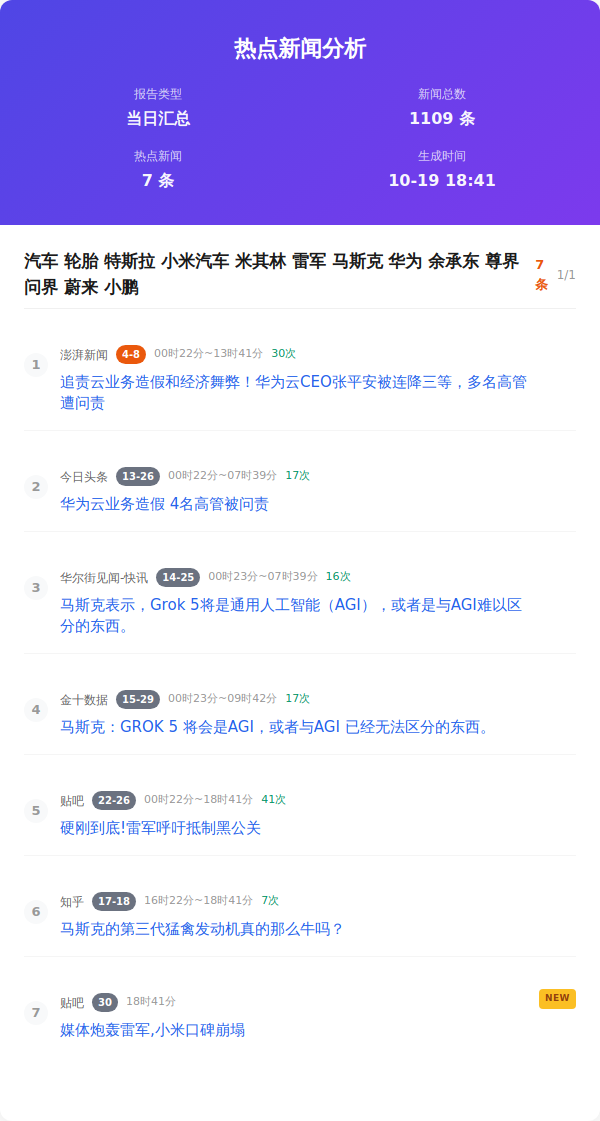 热点新闻分析
报告类型
新闻总数
当日汇总
1109 条
热点新闻
生成时间
7 条
10-19 18:41
汽车 轮胎 特斯拉 小米汽车 米其林 雷军 马斯克 华为 余承东 尊界
问界 蔚来 小鹏
7
条
1/1
1
澎湃新闻 4-8 00时22分~13时41分 30次
追责云业务造假和经济舞弊！华为云CEO张平安被连降三等，多名高管
遭问责
2
今日头条 13-26 00时22分~07时39分 17次
华为云业务造假 4名高管被问责
3
华尔街见闻-快讯 14-25 00时23分~07时39分 16次
马斯克表示，Grok 5将是通用人工智能（AGI），或者是与AGI难以区
分的东西。
4
金十数据 15-29 00时23分~09时42分 17次
马斯克：GROK 5 将会是AGI，或者与AGI 已经无法区分的东西。
5
贴吧 22-26 00时22分~18时41分 41次
硬刚到底!雷军呼吁抵制黑公关
6
知乎 17-18 16时22分~18时41分 7次
马斯克的第三代猛禽发动机真的那么牛吗？
7
贴吧 30 18时41分
NEW
媒体炮轰雷军,小米口碑崩塌